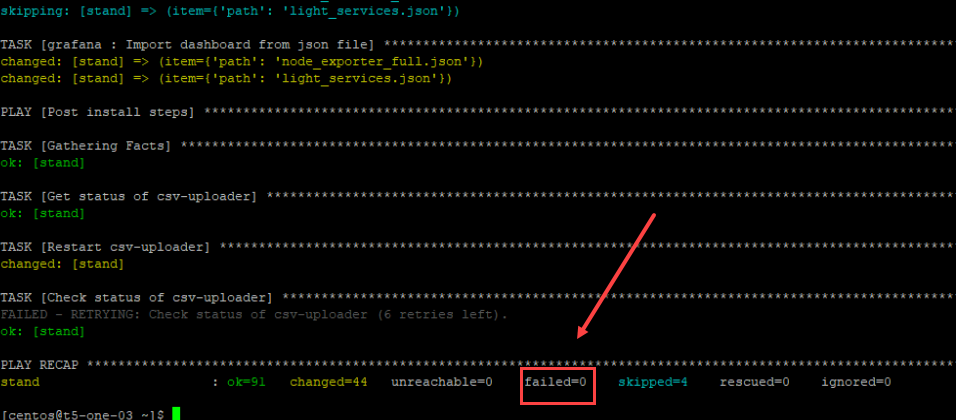 skipping: [stand] => (item={'path': 'light_services.json'})
TASK [grafana : Import dashboard from json file] ************************************************************************
changed: [stand] => (item={'path': 'node_exporter_full.json'})
changed: [stand] => (item={'path': 'light_services.json'})
PLAY [Post install steps] ***********************************************************************************************
TASK [Gathering Facts] **************************************************************************************************
ok: [stand]
TASK [Get status of csv-uploader] ***************************************************************************************
ok: [stand]
TASK [Restart csv-uploader] *********************************************************************************************
changed: [stand]
TASK [Check status of csv-uploader] *************************************************************************************
FAILED - RETRYING: Check status of csv-uploader (6 retries left).
ok: [stand]
PLAY RECAP **************************************************************************************************************
stand : ok=91 changed=44 unreachable=0 failed=0 skipped=4 rescued=0 ignored=0
[centos@t5-one-03 ~]$